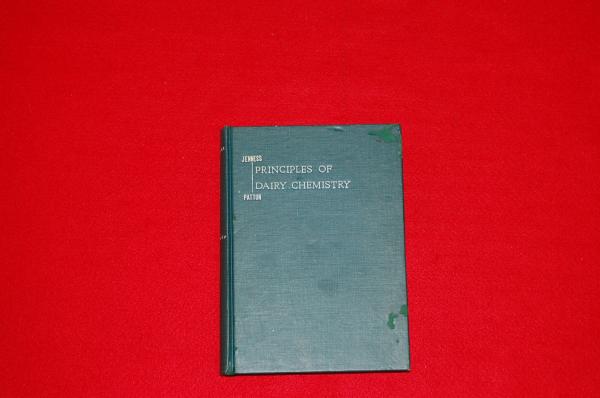 JENNESS
PRINCIPLES OF
DAIRY CHEMISTRY
PATTON